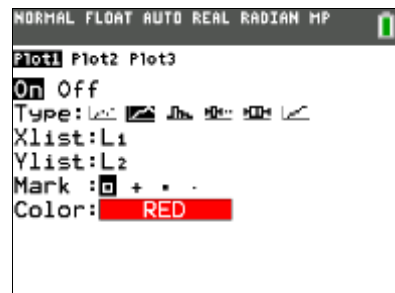 NORMAL FLOAT AUTO REAL RADIAN MP
Plot1 Plot2 Plot3
On Off
Type:
Xlist:L1
Ylist:L2
Mark :
Color: RED